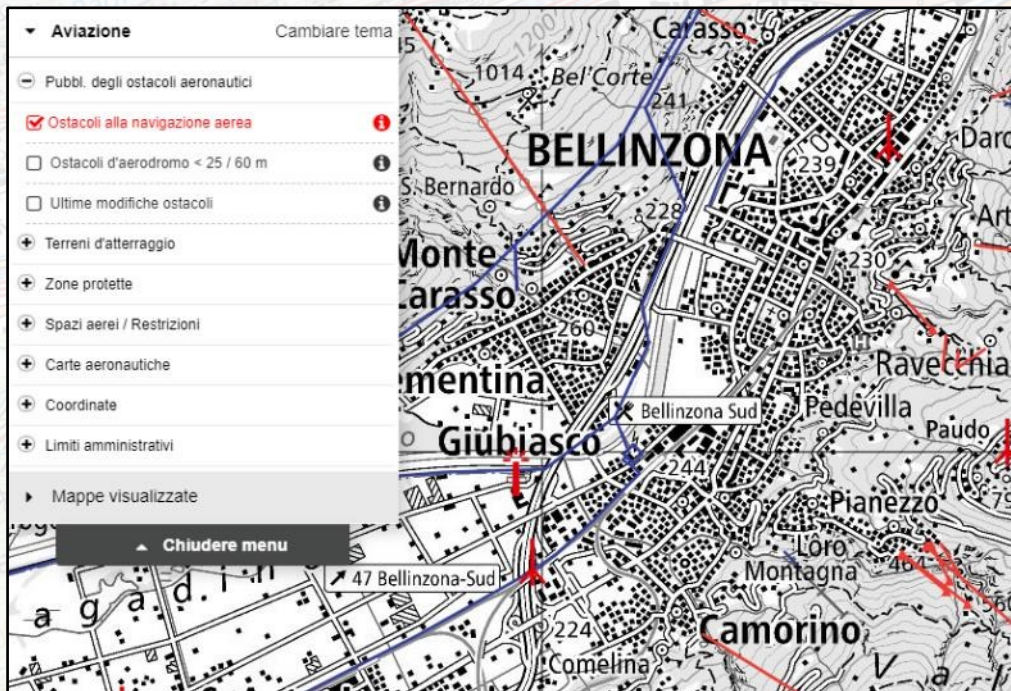 Aviazione
Cambiare tema
Pubbl. degli ostacoli aeronautici
Ostacoli alla navigazione aerea
Ostacoli d'aerodromo < 25 / 60 m
Ultime modifiche ostacoli
Terreni d'atterraggio
Zone protette
Spazi aerei / Restrizioni
Carte aeronautiche
Coordinate
Limiti amministrativi
Mappe visualizzate
Chiudere menu
Carasso
1200
1014
Bel'Corte
241
BELLINZONA
239
Daro
S. Bernardo
228
Art
Monte
Carasso
230
260
H
Ravecchia
mentina
Bellinzona Sud
Pedevilla
Giubiasco
Paudo
244
Pianezzo
Loro
Montagna
47 Bellinzona-Sud
a g a d i n o
224
Camorino
Comelina
V a